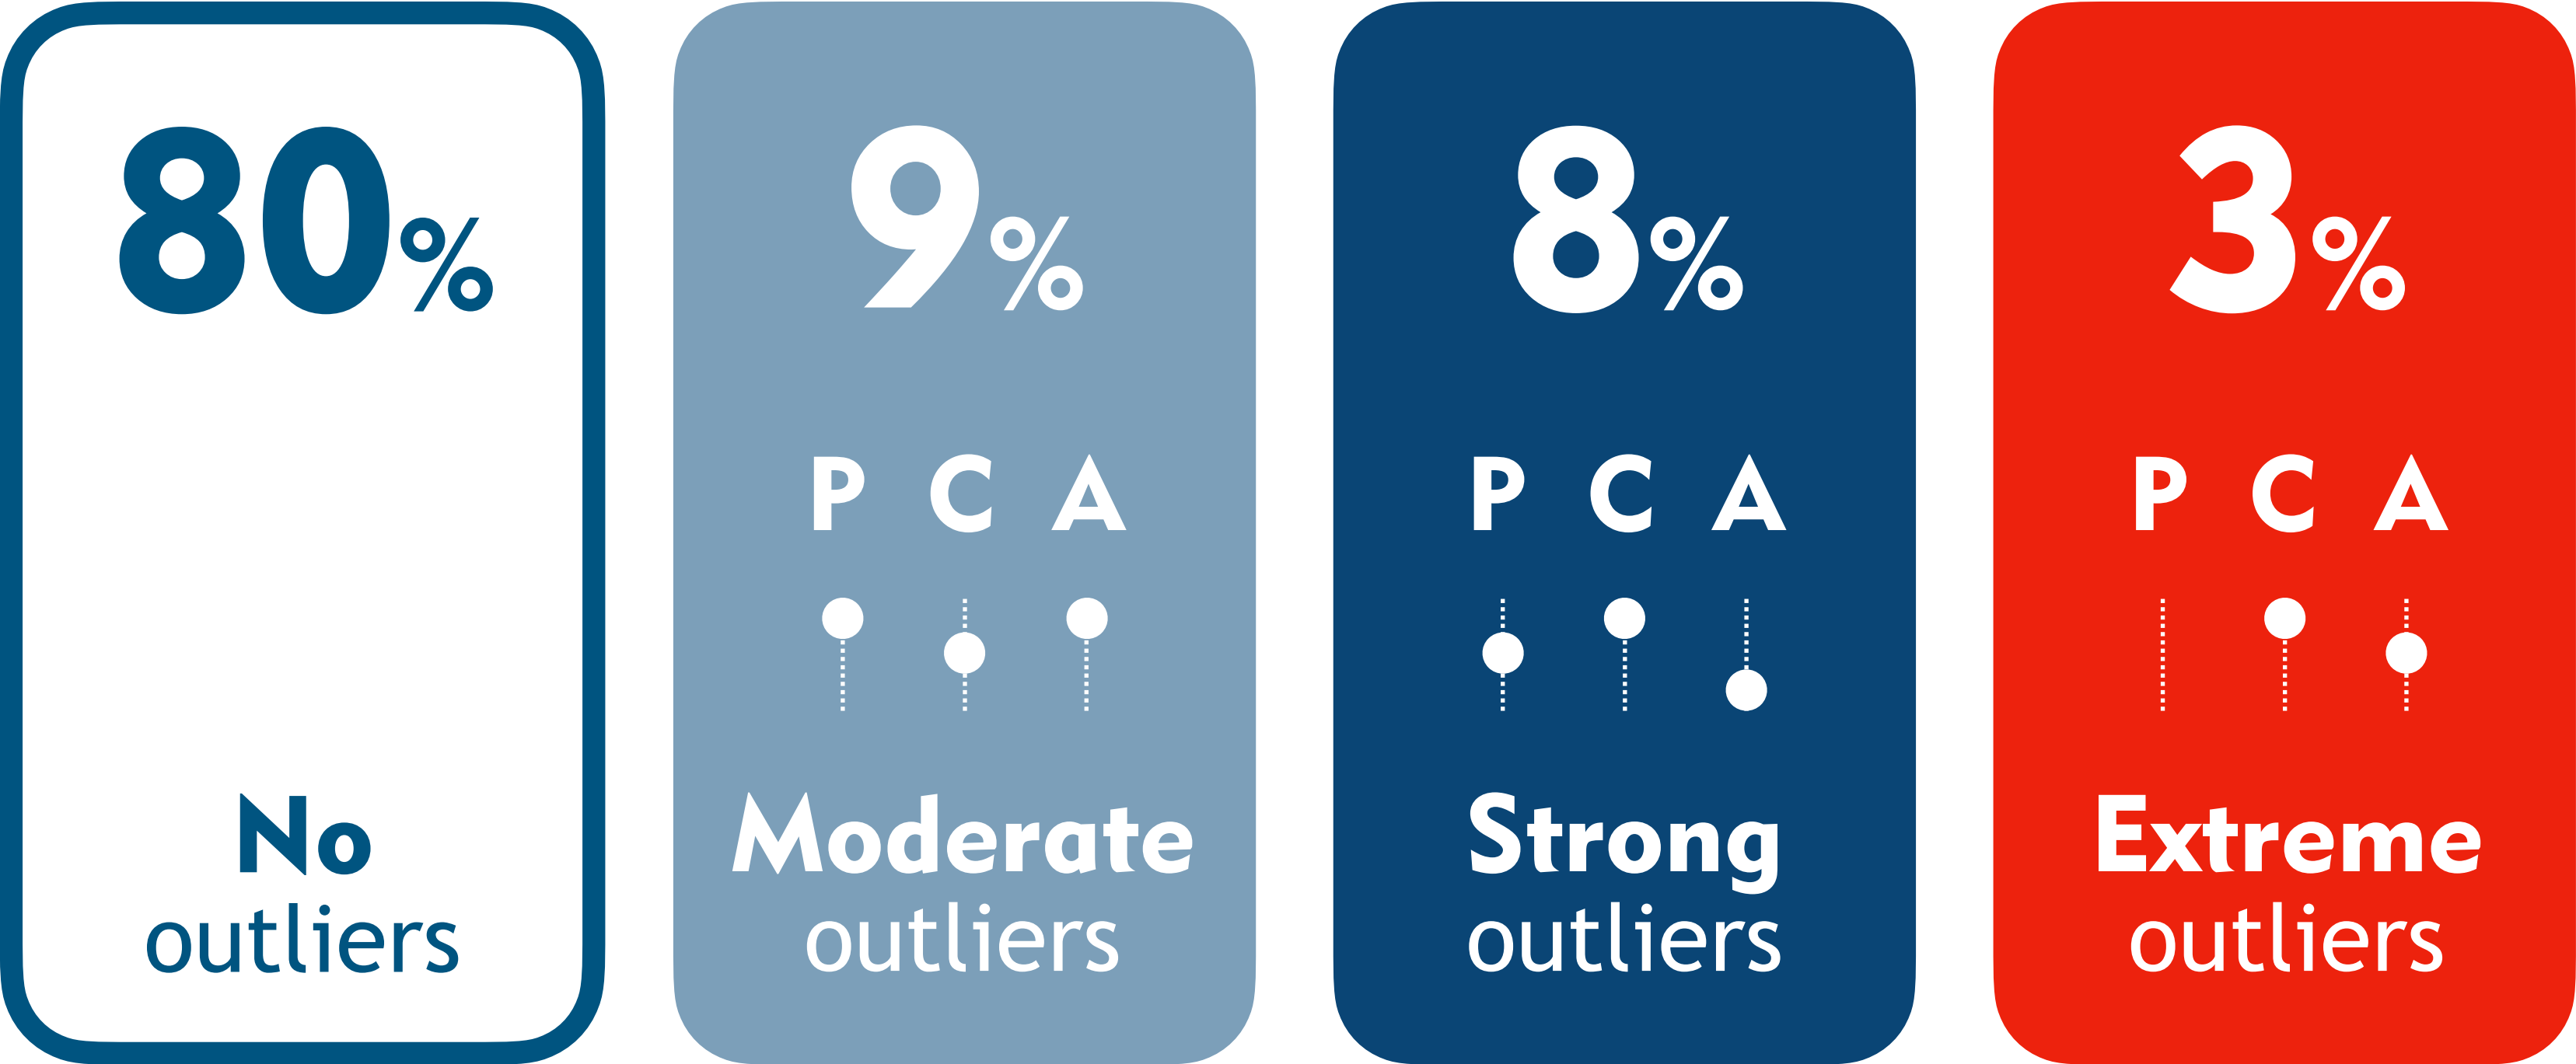 80%
No
outliers
9%
P C A
Moderate
outliers
8%
P C A
Strong
outliers
3%
P C A
Extreme
outliers